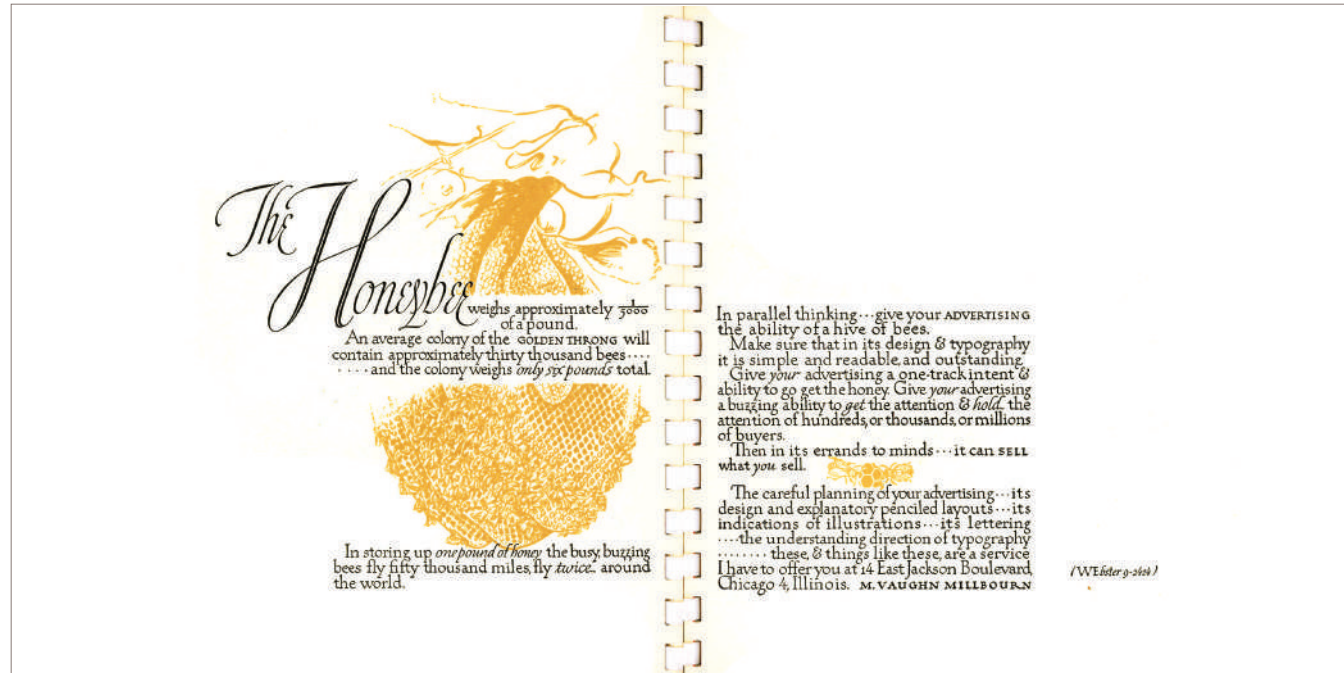 The
Honeybee weighs approximately 1/3000
of a pound.
An average colony of the GOLDEN THRONG will
contain approximately thirty thousand bees ····
····and the colony weighs only six pounds total.
In storing up one pound of honey the busy, buzzing
bees fly fifty thousand miles, fly twice around
the world.
In parallel thinking···give your ADVERTISING
the ability of a hive of bees.
Make sure that in its design & typography
it is simple and readable, and outstanding.
Give your advertising a one-track intent &
ability to go get the honey. Give your advertising
a buzzing ability to get the attention & hold the
attention of hundreds, or thousands, or millions
of buyers.
Then in its errands to minds···it can SELL
what you sell.
The careful planning of your advertising···its
design and explanatory penciled layouts···its
indications of illustrations···its lettering
····the understanding direction of typography
········these, & things like these, are a service
I have to offer you at 14 East Jackson Boulevard,
Chicago 4, Illinois. M. VAUGHN MILLBOURN
(WEbster 9-2424)